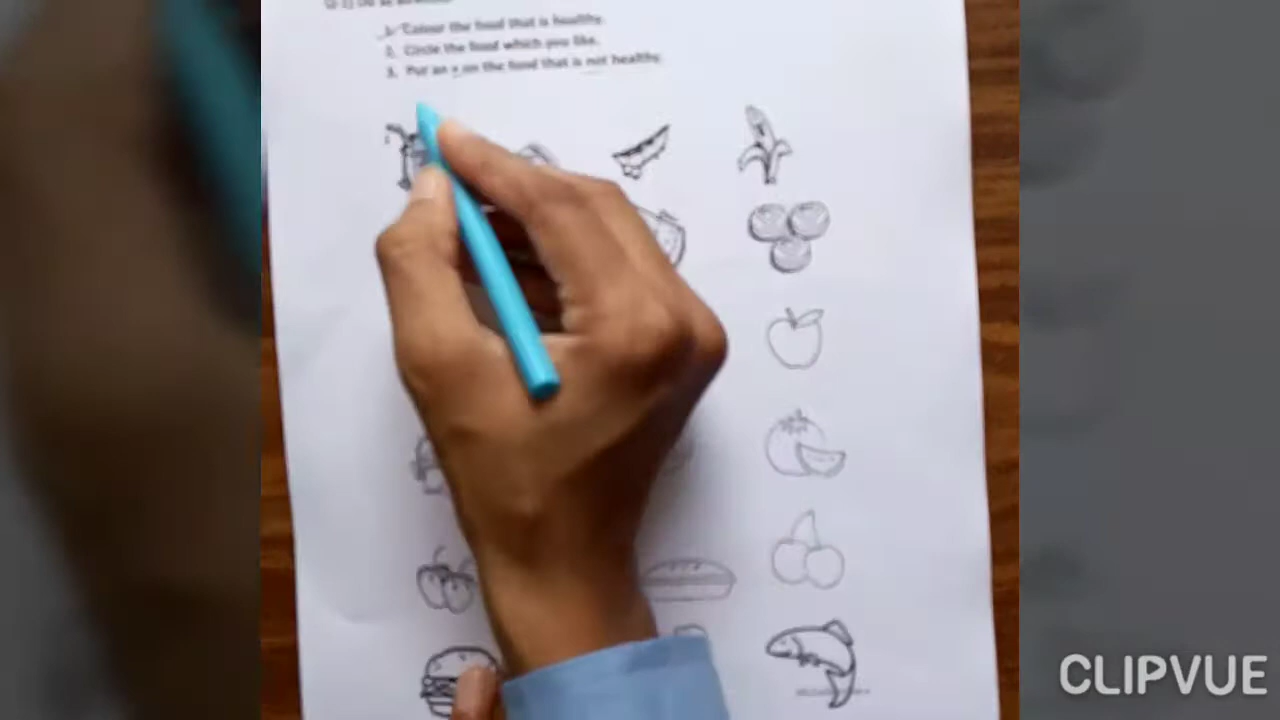 1. Colour the food that is healthy.
2. Circle the food which you like.
3. Put an x on the food that is not healthy.
CLIPVUE